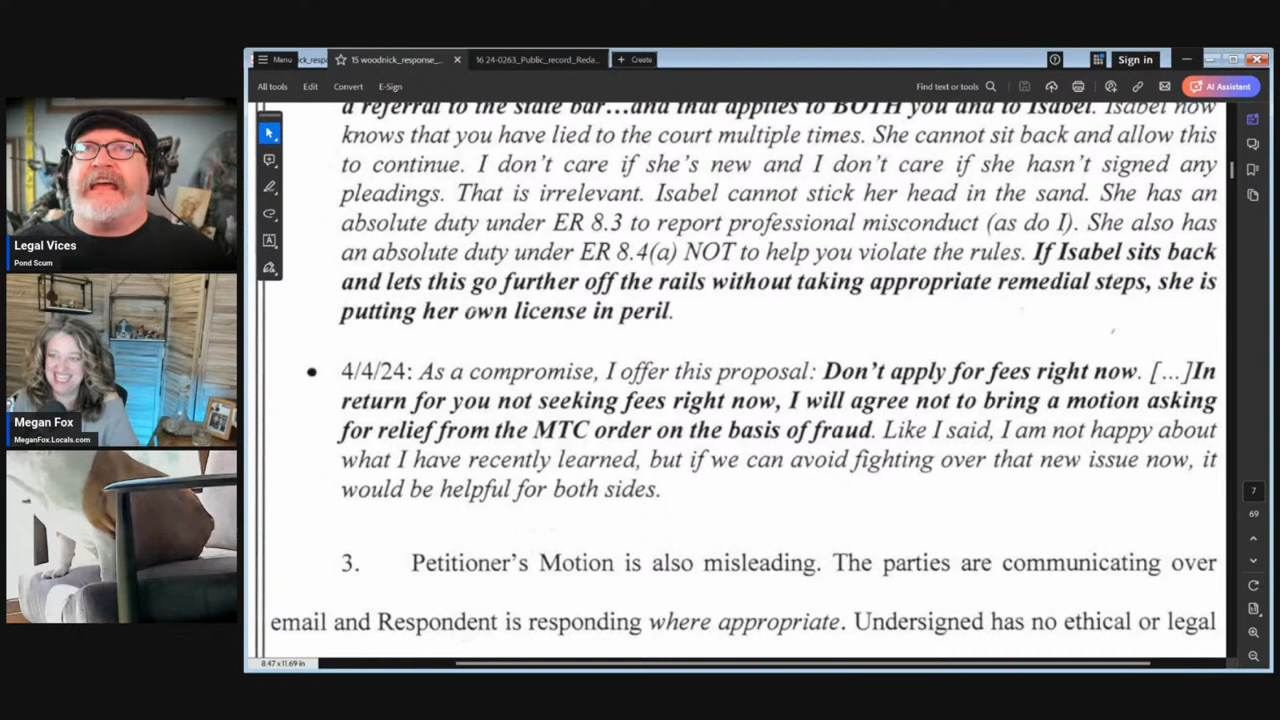 Menu
15 woodnick_response_...
16 24-0263_Public_record_Reda...
Create
Sign in
All tools
Edit
Convert
E-Sign
Find text or tools
AI Assistant
a referral to the state bar…and that applies to BOTH you and to Isabel. Isabel now
knows that you have lied to the court multiple times. She cannot sit back and allow this
to continue. I don't care if she's new and I don't care if she hasn't signed any
pleadings. That is irrelevant. Isabel cannot stick her head in the sand. She has an
absolute duty under ER 8.3 to report professional misconduct (as do I). She also has
an absolute duty under ER 8.4(a) NOT to help you violate the rules. If Isabel sits back
and lets this go further off the rails without taking appropriate remedial steps, she is
putting her own license in peril.
• 4/4/24: As a compromise, I offer this proposal: Don't apply for fees right now. […]In
return for you not seeking fees right now, I will agree not to bring a motion asking
for relief from the MTC order on the basis of fraud. Like I said, I am not happy about
what I have recently learned, but if we can avoid fighting over that new issue now, it
would be helpful for both sides.
3. Petitioner's Motion is also misleading. The parties are communicating over
email and Respondent is responding where appropriate. Undersigned has no ethical or legal
7
69
8.47 x 11.69 in
Legal Vices
Pond Scum
Megan Fox
MeganFox.Locals.com